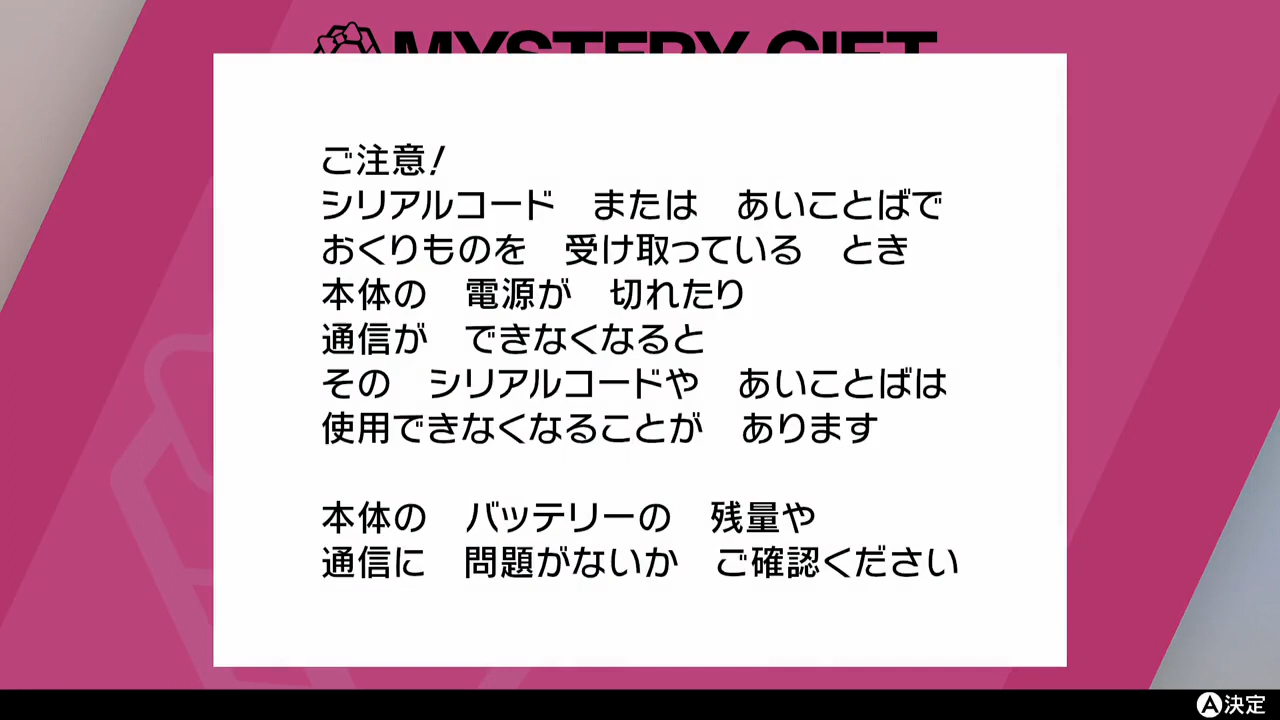 MYSTERY GIFT
ご注意!
シリアルコード　または　あいことばで
おくりものを　受け取っている　とき
本体の　電源が　切れたり
通信が　できなくなると
その　シリアルコードや　あいことばは
使用できなくなることが　あります
本体の　バッテリーの　残量や
通信に　問題がないか　ご確認ください
A決定